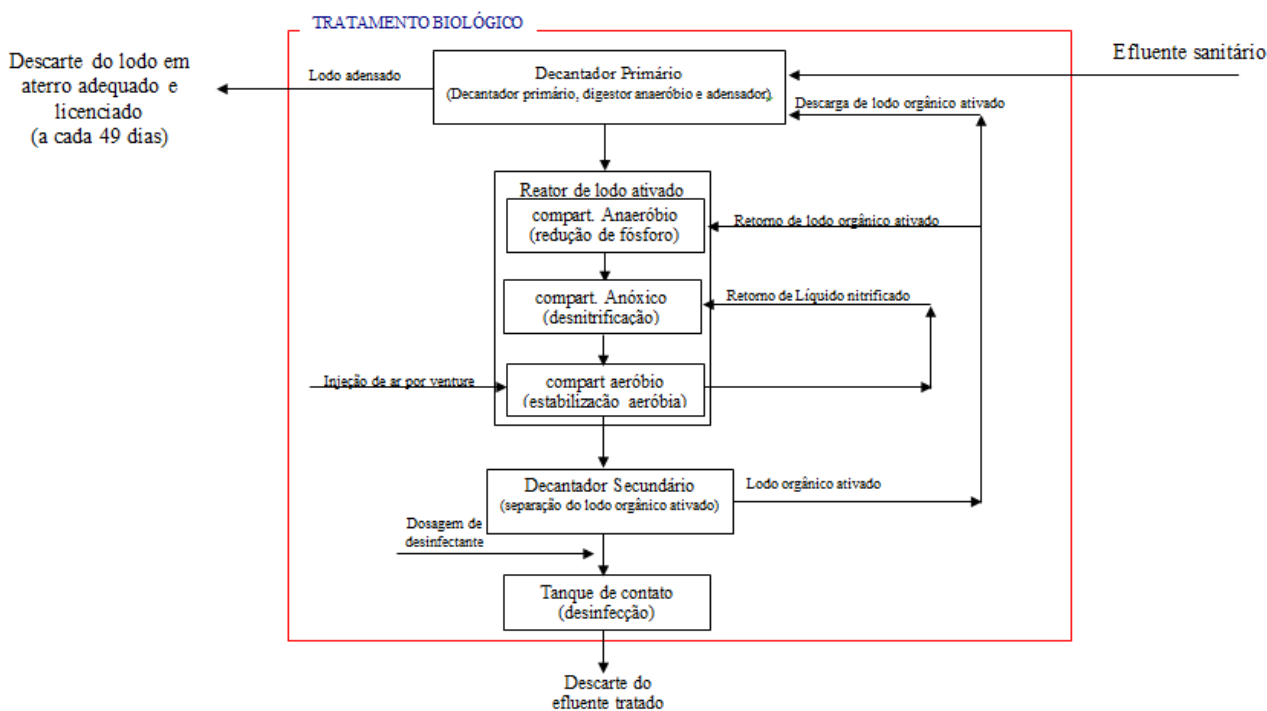 TRATAMENTO BIOLÓGICO
Efluente sanitário
Descarte do lodo em
aterro adequado e
licenciado
(a cada 49 dias)
Lodo adensado
Decantador Primário
(Decantador primário, digestor anaeróbio e adensador).
Descarga de lodo orgânico ativado
Reator de lodo ativado
compart. Anaeróbio
(redução de fósforo)
Retorno de lodo orgânico ativado
compart. Anóxico
(desnitrificação)
Retorno de Líquido nitrificado
Injeção de ar por venture
compart aeróbio
(estabilização aeróbia)
Decantador Secundário
(separação do lodo orgânico ativado)
Lodo orgânico ativado
Dosagem de
desinfectante
Tanque de contato
(desinfecção)
Descarte do
efluente tratado